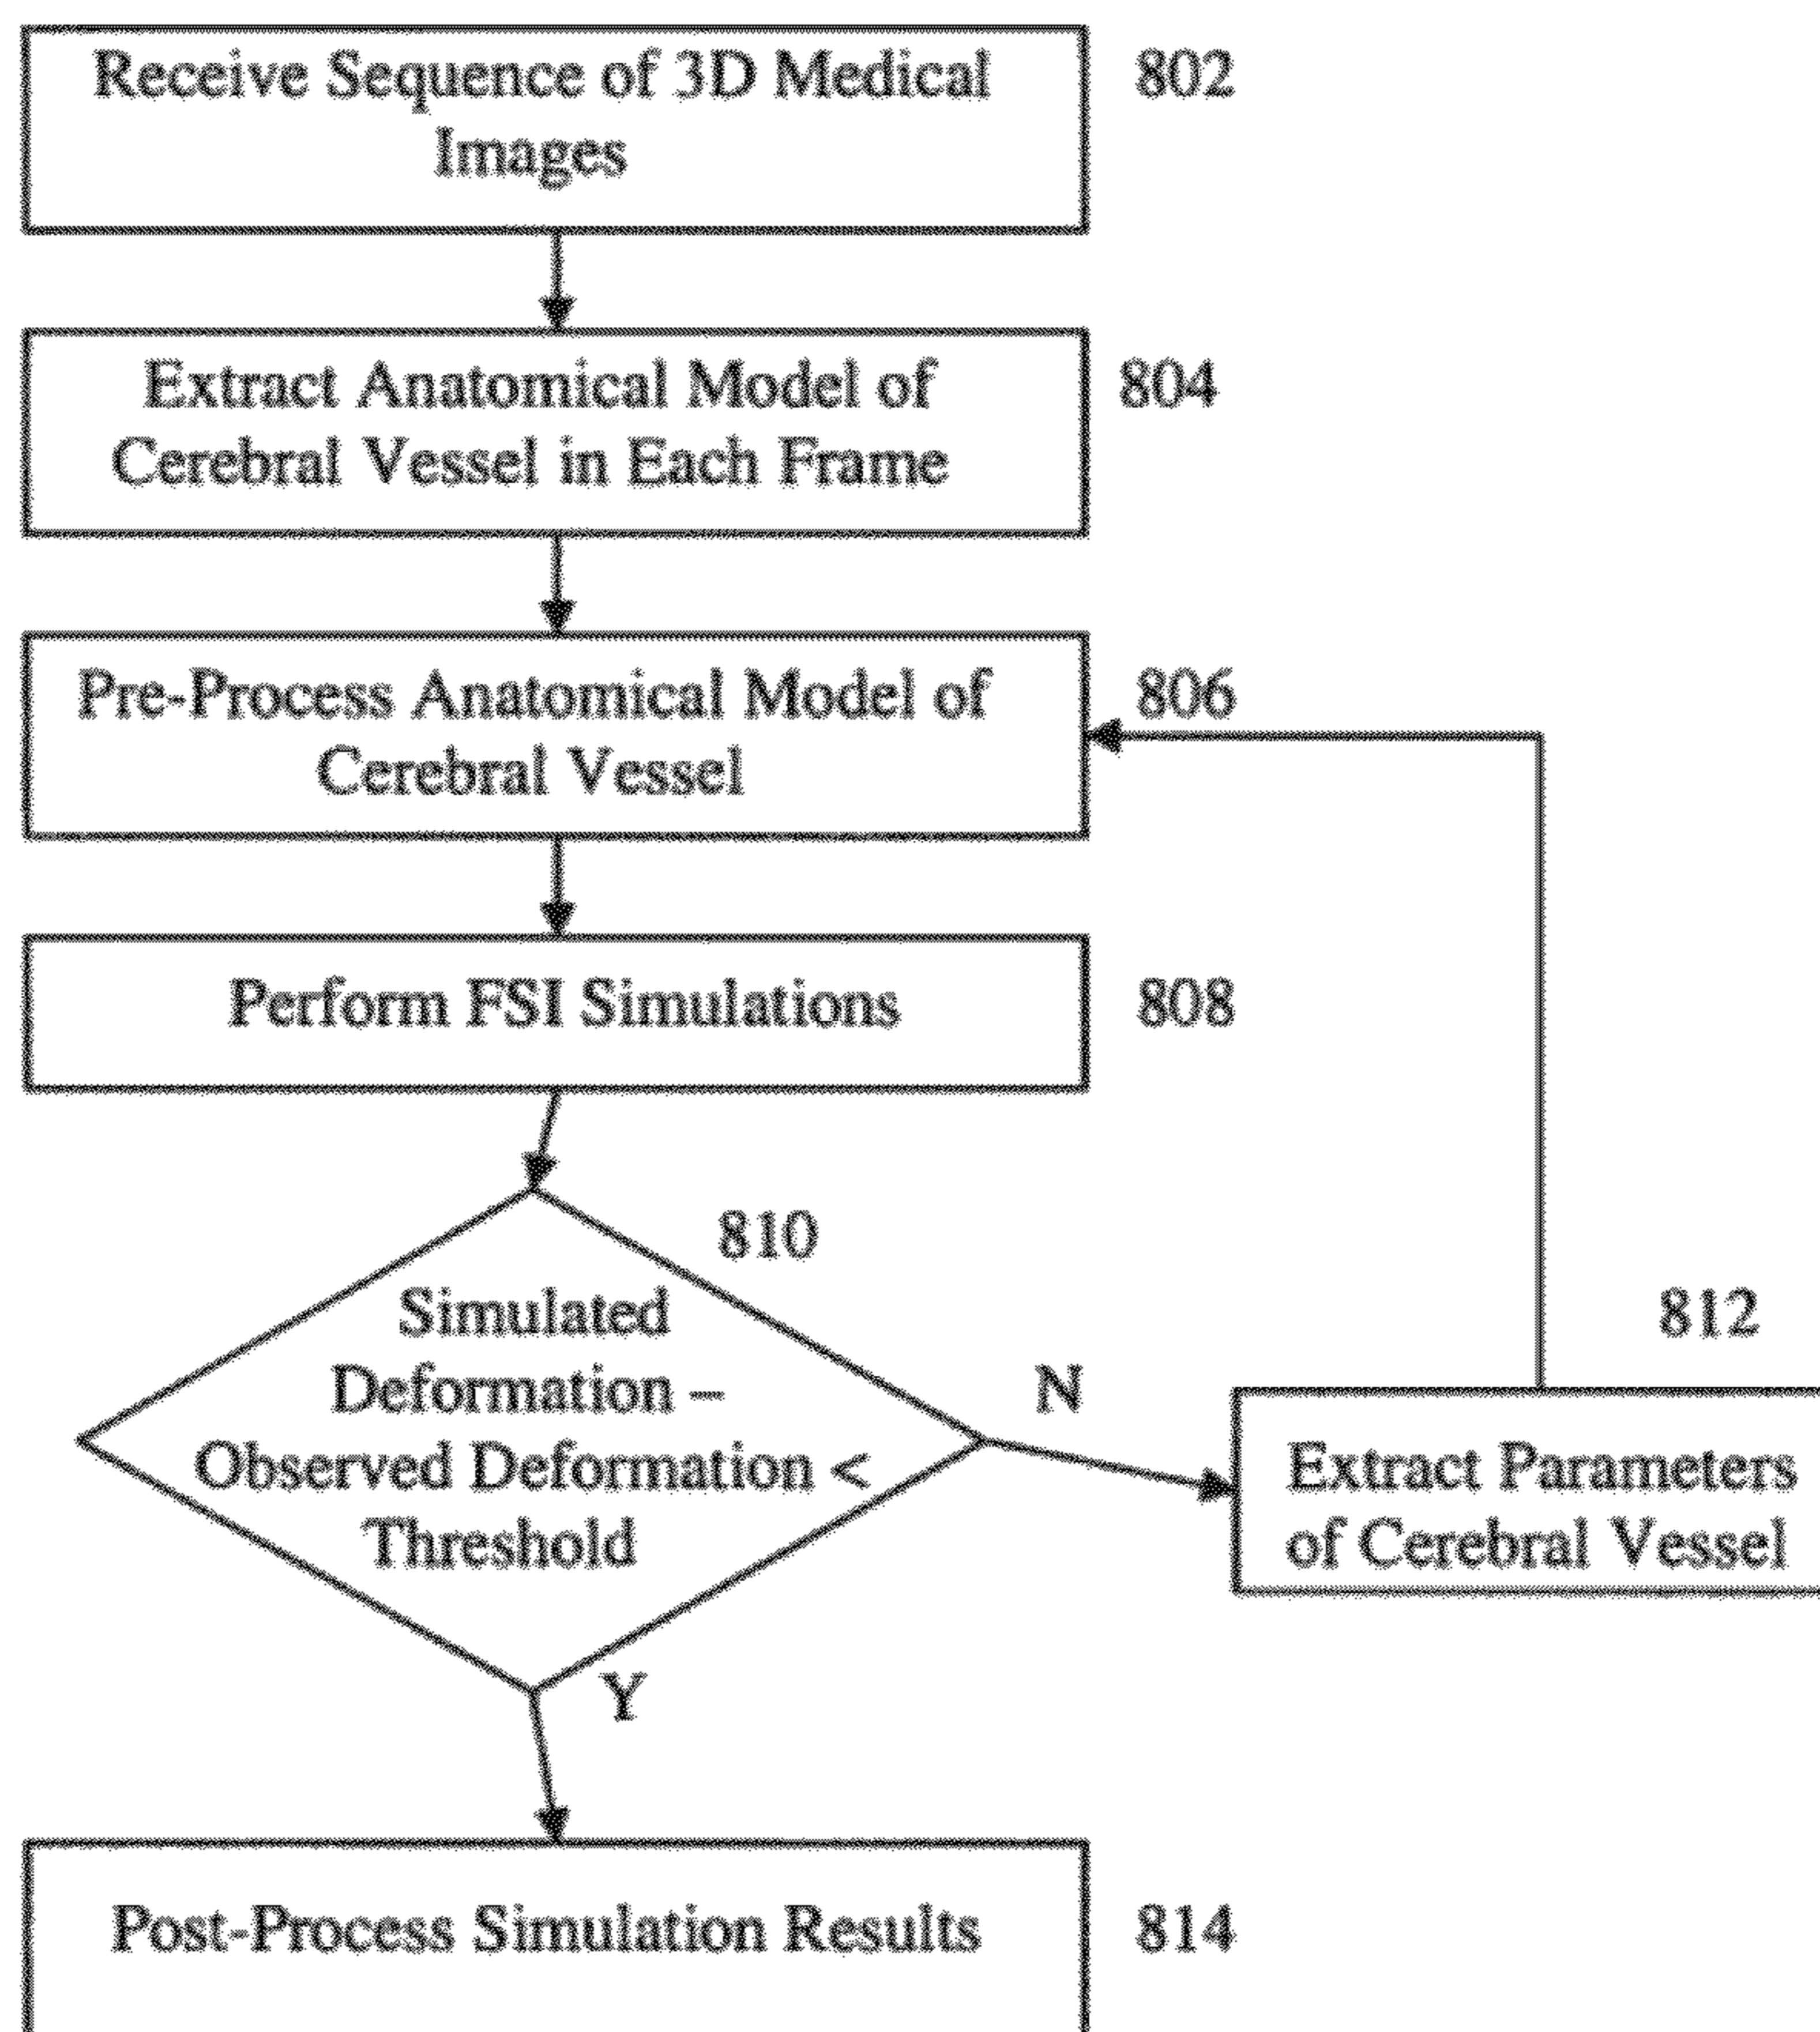 Receive Sequence of 3D Medical
Images
802
Extract Anatomical Model of
Cerebral Vessel in Each Frame
804
Pre-Process Anatomical Model of
Cerebral Vessel
806
Perform FSI Simulations
808
810
Simulated
Deformation –
Observed Deformation <
Threshold
N
812
Extract Parameters
of Cerebral Vessel
Y
Post-Process Simulation Results
814